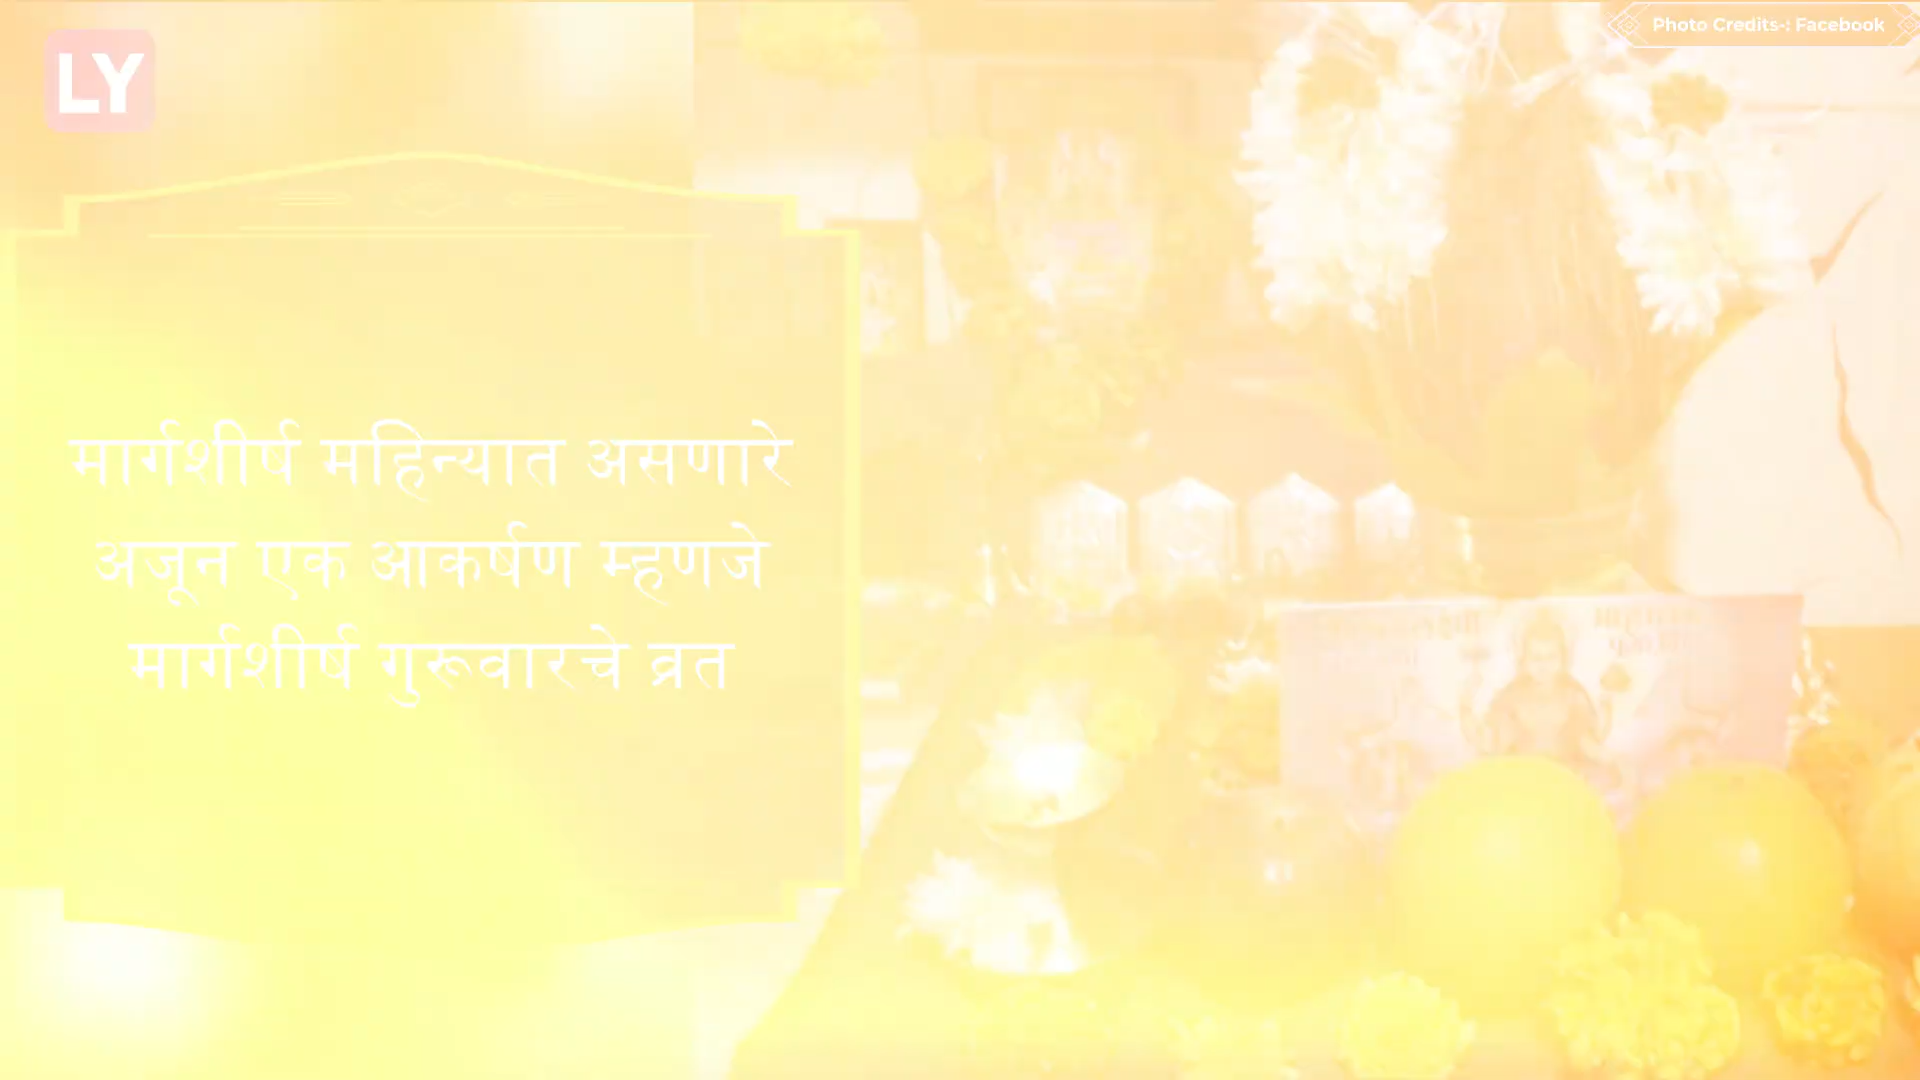 Photo Credits-: Facebook
LY
मार्गशीर्ष महिन्यात असणारे
अजून एक आकर्षण म्हणजे
मार्गशीर्ष गुरूवारचे व्रत